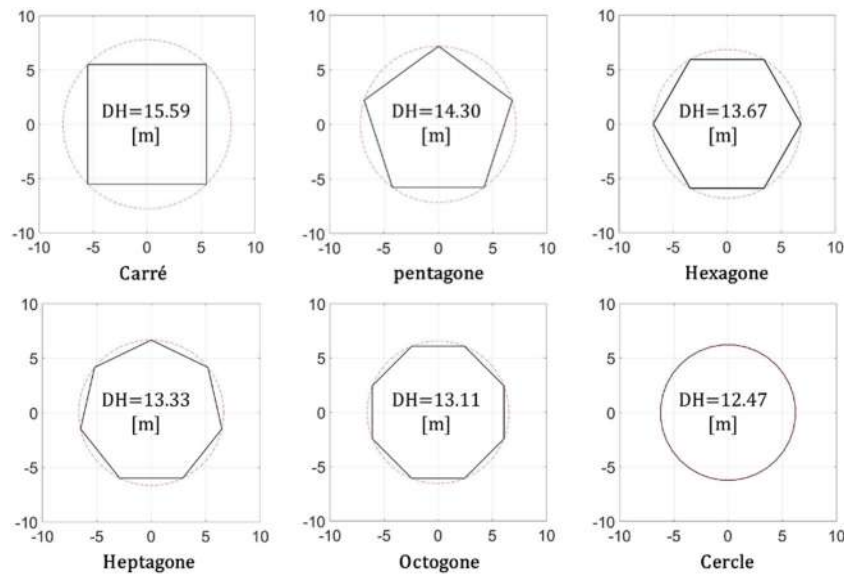 10
5
0
-5
-10
-10 -5 0 5 10
DH=15.59
[m]
Carré
10
5
0
-5
-10
-10 -5 0 5 10
DH=14.30
[m]
pentagone
10
5
0
-5
-10
-10 -5 0 5 10
DH=13.67
[m]
Hexagone
10
5
0
-5
-10
-10 -5 0 5 10
DH=13.33
[m]
Heptagone
10
5
0
-5
-10
-10 -5 0 5 10
DH=13.11
[m]
Octogone
10
5
0
-5
-10
-10 -5 0 5 10
DH=12.47
[m]
Cercle